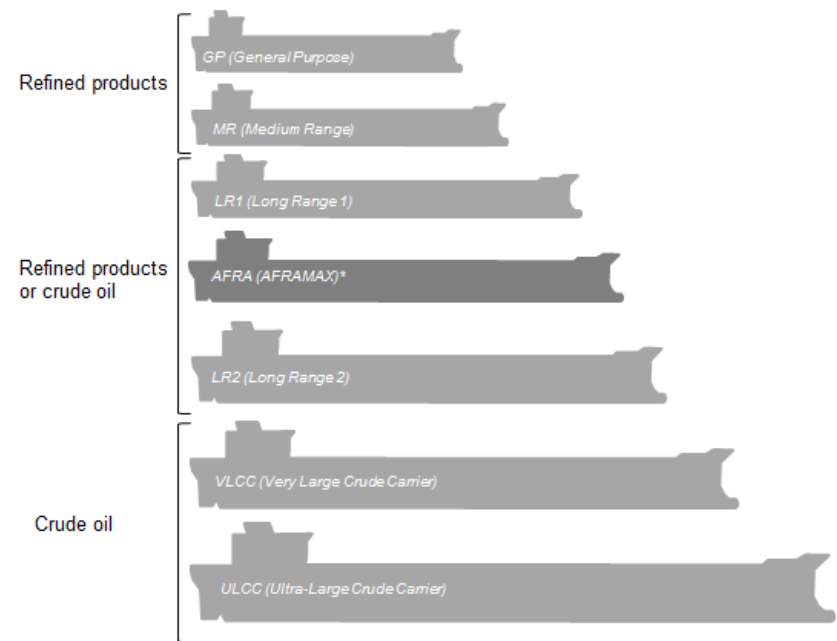 GP (General Purpose)
Refined products
MR (Medium Range)
LR1 (Long Range 1)
Refined products
or crude oil
AFRA (AFRAMAX)*
LR2 (Long Range 2)
VLCC (Very Large Crude Carrier)
Crude oil
ULCC (Ultra-Large Crude Carrier)